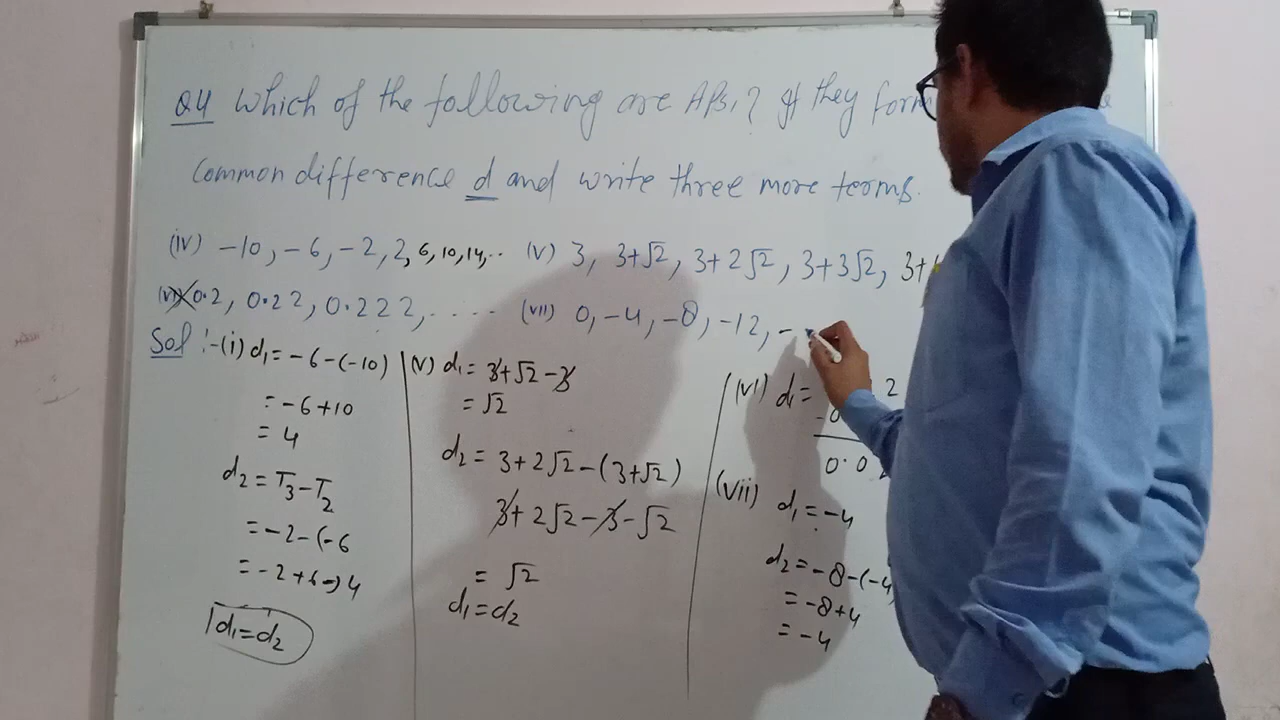 Q4 Which of the following are APs,? If they form
Common difference d and write three more terms.
(iv) -10, -6, -2, 2, 6, 10, 14, .. (v) 3, 3+√2, 3+2√2, 3+3√2, 3+
(vi) 0.2, 0.22, 0.222, .... (vii) 0, -4, -8, -12, -
Sol :- (i) d1 = -6-(-10)
= -6+10
= 4
d2 = T3-T2
= -2-(-6
= -2+6 → 4
d1=d2
(v) d1 = 3+√2-3
= √2
d2 = 3+2√2-(3+√2)
3+2√2-3-√2
= √2
d1=d2
(vi) d1= 2
-0
0.0
(vii) d1 = -4
d2 = -8-(-4
= -8+4
= -4